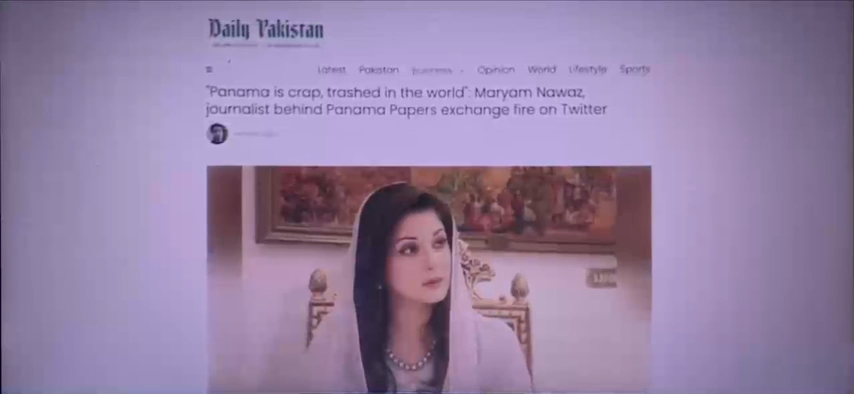 Daily Pakistan
Latest Pakistan Business Opinion World Lifestyle Sports
"Panama is crap, trashed in the world": Maryam Nawaz,
journalist behind Panama Papers exchange fire on Twitter